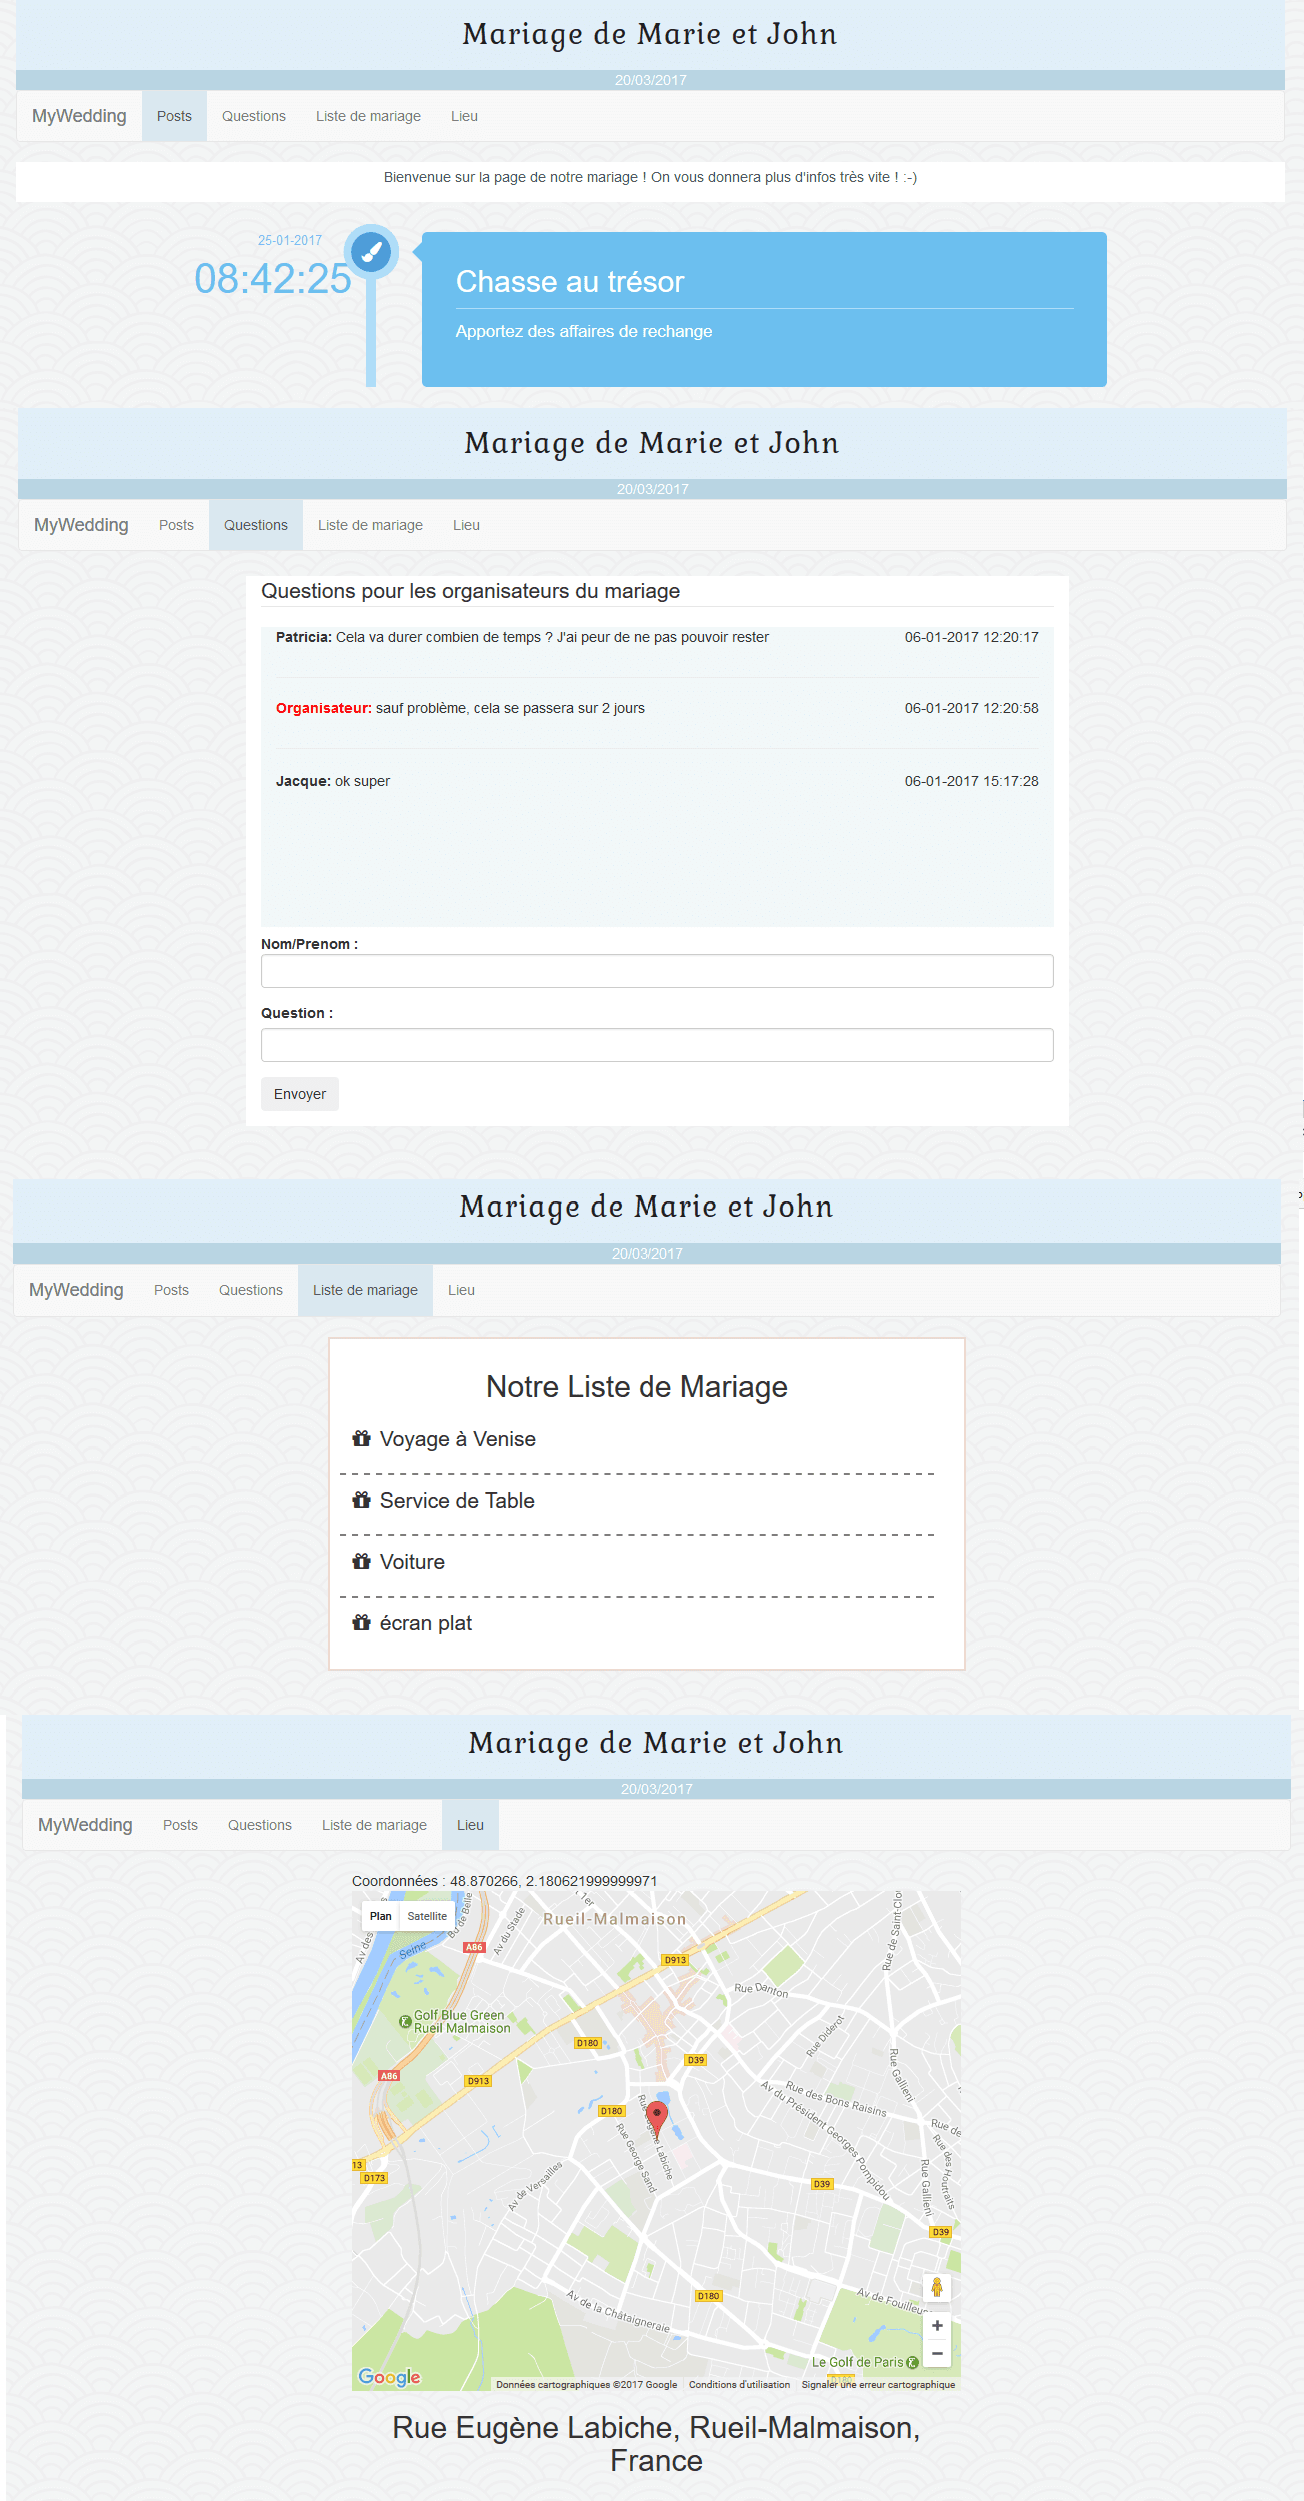 Mariage de Marie et John
20/03/2017
MyWedding Posts Questions Liste de mariage Lieu
Bienvenue sur la page de notre mariage ! On vous donnera plus d'infos très vite ! :-)
25-01-2017
08:42:25
Chasse au trésor
Apportez des affaires de rechange
Mariage de Marie et John
20/03/2017
MyWedding Posts Questions Liste de mariage Lieu
Questions pour les organisateurs du mariage
Patricia: Cela va durer combien de temps ? J'ai peur de ne pas pouvoir rester 06-01-2017 12:20:17
Organisateur: sauf problème, cela se passera sur 2 jours 06-01-2017 12:20:58
Jacque: ok super 06-01-2017 15:17:28
Nom/Prenom :
Question :
Envoyer
Mariage de Marie et John
20/03/2017
MyWedding Posts Questions Liste de mariage Lieu
Notre Liste de Mariage
Voyage à Venise
Service de Table
Voiture
écran plat
Mariage de Marie et John
20/03/2017
MyWedding Posts Questions Liste de mariage Lieu
Coordonnées : 48.870266, 2.180621999999971
Plan Satellite
Av des
Seine
Bd de Belle
Av du Stade
1er
Rueil-Malmaison
Rue de Saint-Clo
A86
D913
Rue Danton
Golf Blue Green
Rueil Malmaison
D180
Rue Diderot
D39
Rue Gallieni
A86
D913
Rue des Bons Raisins
Av du Président Georges Pompidou
D180
Rue Eugène Labiche
Rue George Sand
Rue de
Rue des Houtraits
Rue Gallieni
13
D173
Av de Versailles
D39
D39
Av de la Châtaigneraie
D180
Av de Fouilleus
Le Golf de Paris
Google
Données cartographiques ©2017 Google Conditions d'utilisation Signaler une erreur cartographique
Rue Eugène Labiche, Rueil-Malmaison,
France